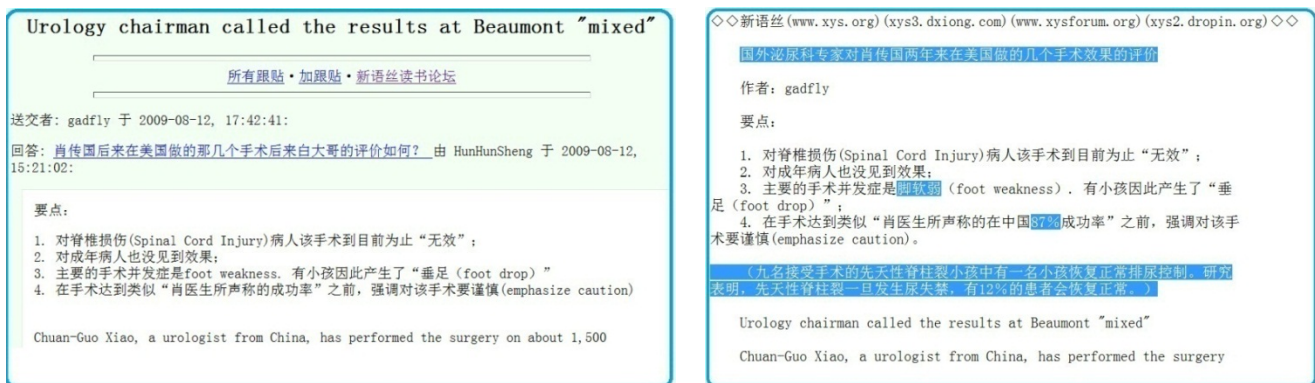 Urology chairman called the results at Beaumont "mixed"
所有跟贴・加跟贴・新语丝读书论坛
送交者: gadfly 于 2009-08-12, 17:42:41:
回答: 肖传国后来在美国做的那几个手术后来白大哥的评价如何? 由 HunHunSheng 于 2009-08-12,
15:21:02:
要点:
1. 对脊椎损伤(Spinal Cord Injury)病人该手术到目前为止“无效”;
2. 对成年病人也没见到效果;
3. 主要的手术并发症是foot weakness. 有小孩因此产生了“垂足（foot drop）”
4. 在手术达到类似“肖医生所声称的成功率”之前，强调对该手术要谨慎(emphasize caution)
Chuan-Guo Xiao, a urologist from China, has performed the surgery on about 1,500
◇◇新语丝(www.xys.org)(xys3.dxiong.com)(www.xysforum.org)(xys2.dropin.org)◇◇
国外泌尿科专家对肖传国两年来在美国做的几个手术效果的评价
作者: gadfly
要点:
1. 对脊椎损伤(Spinal Cord Injury)病人该手术到目前为止“无效”;
2. 对成年病人也没见到效果;
3. 主要的手术并发症是脚软弱（foot weakness）. 有小孩因此产生了“垂
足（foot drop）”;
4. 在手术达到类似“肖医生所声称的在中国87%成功率”之前，强调对该手
术要谨慎(emphasize caution)。
（九名接受手术的先天性脊柱裂小孩中有一名小孩恢复正常排尿控制。研究
表明，先天性脊柱裂一旦发生尿失禁，有12%的患者会恢复正常。）
Urology chairman called the results at Beaumont "mixed"
Chuan-Guo Xiao, a urologist from China, has performed the surgery